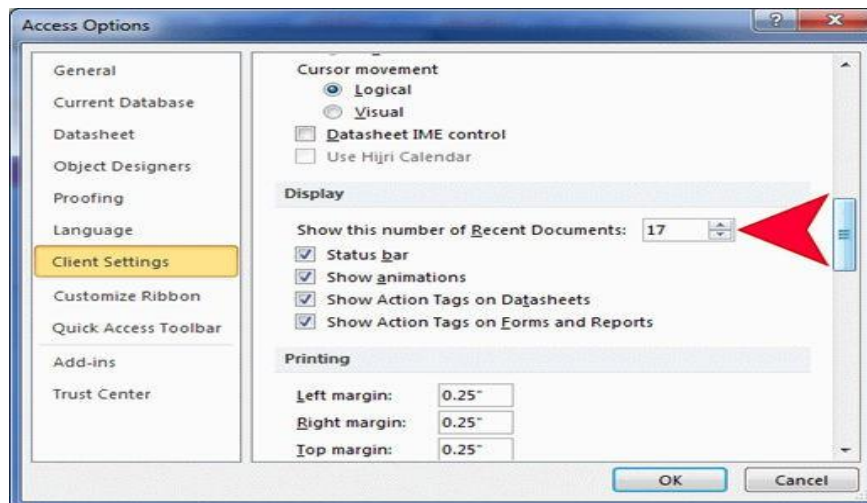 Access Options
General
Current Database
Datasheet
Object Designers
Proofing
Language
Client Settings
Customize Ribbon
Quick Access Toolbar
Add-ins
Trust Center
Cursor movement
Logical
Visual
Datasheet IME control
Use Hijri Calendar
Display
Show this number of Recent Documents: 17
Status bar
Show animations
Show Action Tags on Datasheets
Show Action Tags on Forms and Reports
Printing
Left margin: 0.25"
Right margin: 0.25"
Top margin: 0.25"
OK Cancel